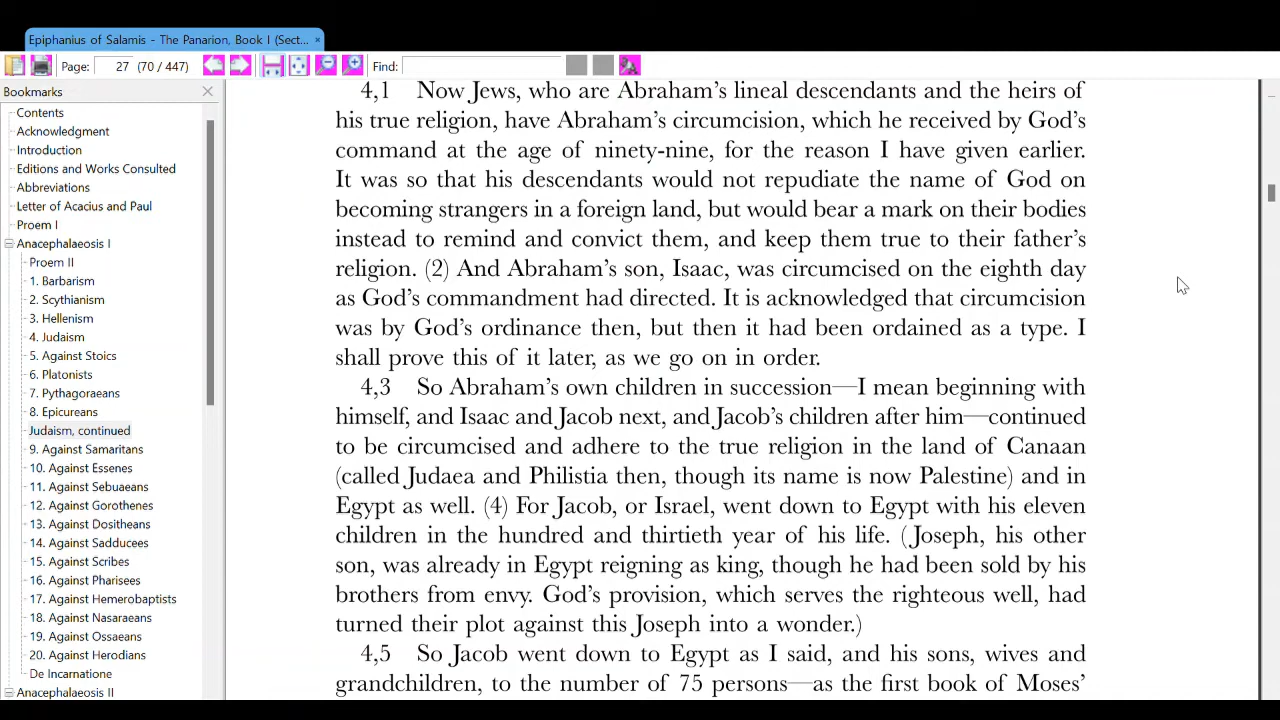 Epiphanius of Salamis - The Panarion, Book I (Sect... ×
Page: 27 (70 / 447) Find:
Bookmarks
Contents
Acknowledgment
Introduction
Editions and Works Consulted
Abbreviations
Letter of Acacius and Paul
Proem I
Anacephalaeosis I
Proem II
1. Barbarism
2. Scythianism
3. Hellenism
4. Judaism
5. Against Stoics
6. Platonists
7. Pythagoraeans
8. Epicureans
Judaism, continued
9. Against Samaritans
10. Against Essenes
11. Against Sebuaeans
12. Against Gorothenes
13. Against Dositheans
14. Against Sadducees
15. Against Scribes
16. Against Pharisees
17. Against Hemerobaptists
18. Against Nasaraeans
19. Against Ossaeans
20. Against Herodians
De Incarnatione
Anacephalaeosis II
4,1 Now Jews, who are Abraham’s lineal descendants and the heirs of
his true religion, have Abraham’s circumcision, which he received by God’s
command at the age of ninety-nine, for the reason I have given earlier.
It was so that his descendants would not repudiate the name of God on
becoming strangers in a foreign land, but would bear a mark on their bodies
instead to remind and convict them, and keep them true to their father’s
religion. (2) And Abraham’s son, Isaac, was circumcised on the eighth day
as God’s commandment had directed. It is acknowledged that circumcision
was by God’s ordinance then, but then it had been ordained as a type. I
shall prove this of it later, as we go on in order.
4,3 So Abraham’s own children in succession—I mean beginning with
himself, and Isaac and Jacob next, and Jacob’s children after him—continued
to be circumcised and adhere to the true religion in the land of Canaan
(called Judaea and Philistia then, though its name is now Palestine) and in
Egypt as well. (4) For Jacob, or Israel, went down to Egypt with his eleven
children in the hundred and thirtieth year of his life. (Joseph, his other
son, was already in Egypt reigning as king, though he had been sold by his
brothers from envy. God’s provision, which serves the righteous well, had
turned their plot against this Joseph into a wonder.)
4,5 So Jacob went down to Egypt as I said, and his sons, wives and
grandchildren, to the number of 75 persons—as the first book of Moses’